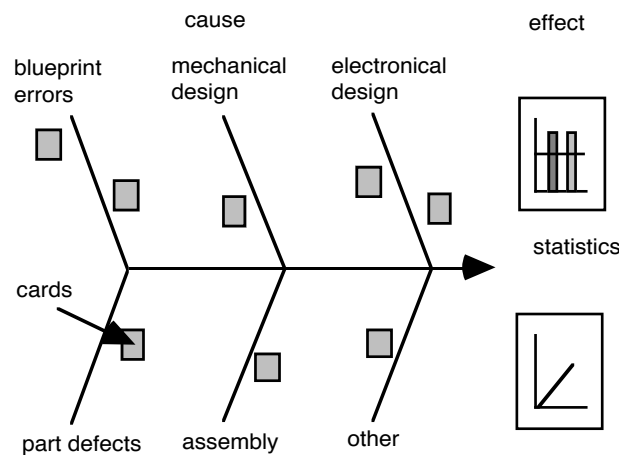 cause
effect
blueprint
errors
mechanical
design
electronical
design
statistics
cards
part defects
assembly
other